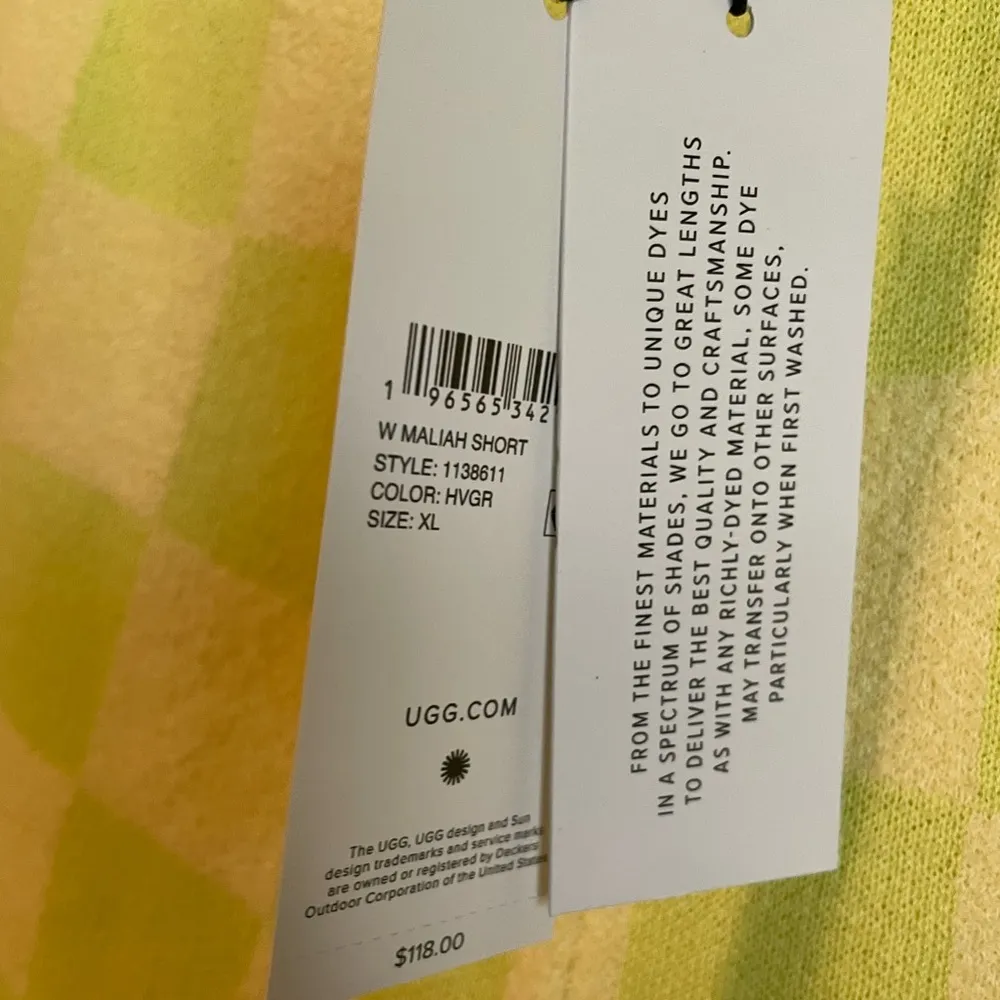 1 96565 342
W MALIAH SHORT
STYLE: 1138611
COLOR: HVGR
SIZE: XL
UGG.COM
The UGG, UGG design and Sun
design trademarks and service marks
are owned or registered by Deckers
Outdoor Corporation of the United States
$118.00
FROM THE FINEST MATERIALS TO UNIQUE DYES
IN A SPECTRUM OF SHADES, WE GO TO GREAT LENGTHS
TO DELIVER THE BEST QUALITY AND CRAFTSMANSHIP.
AS WITH ANY RICHLY-DYED MATERIAL, SOME DYE
MAY TRANSFER ONTO OTHER SURFACES,
PARTICULARLY WHEN FIRST WASHED.